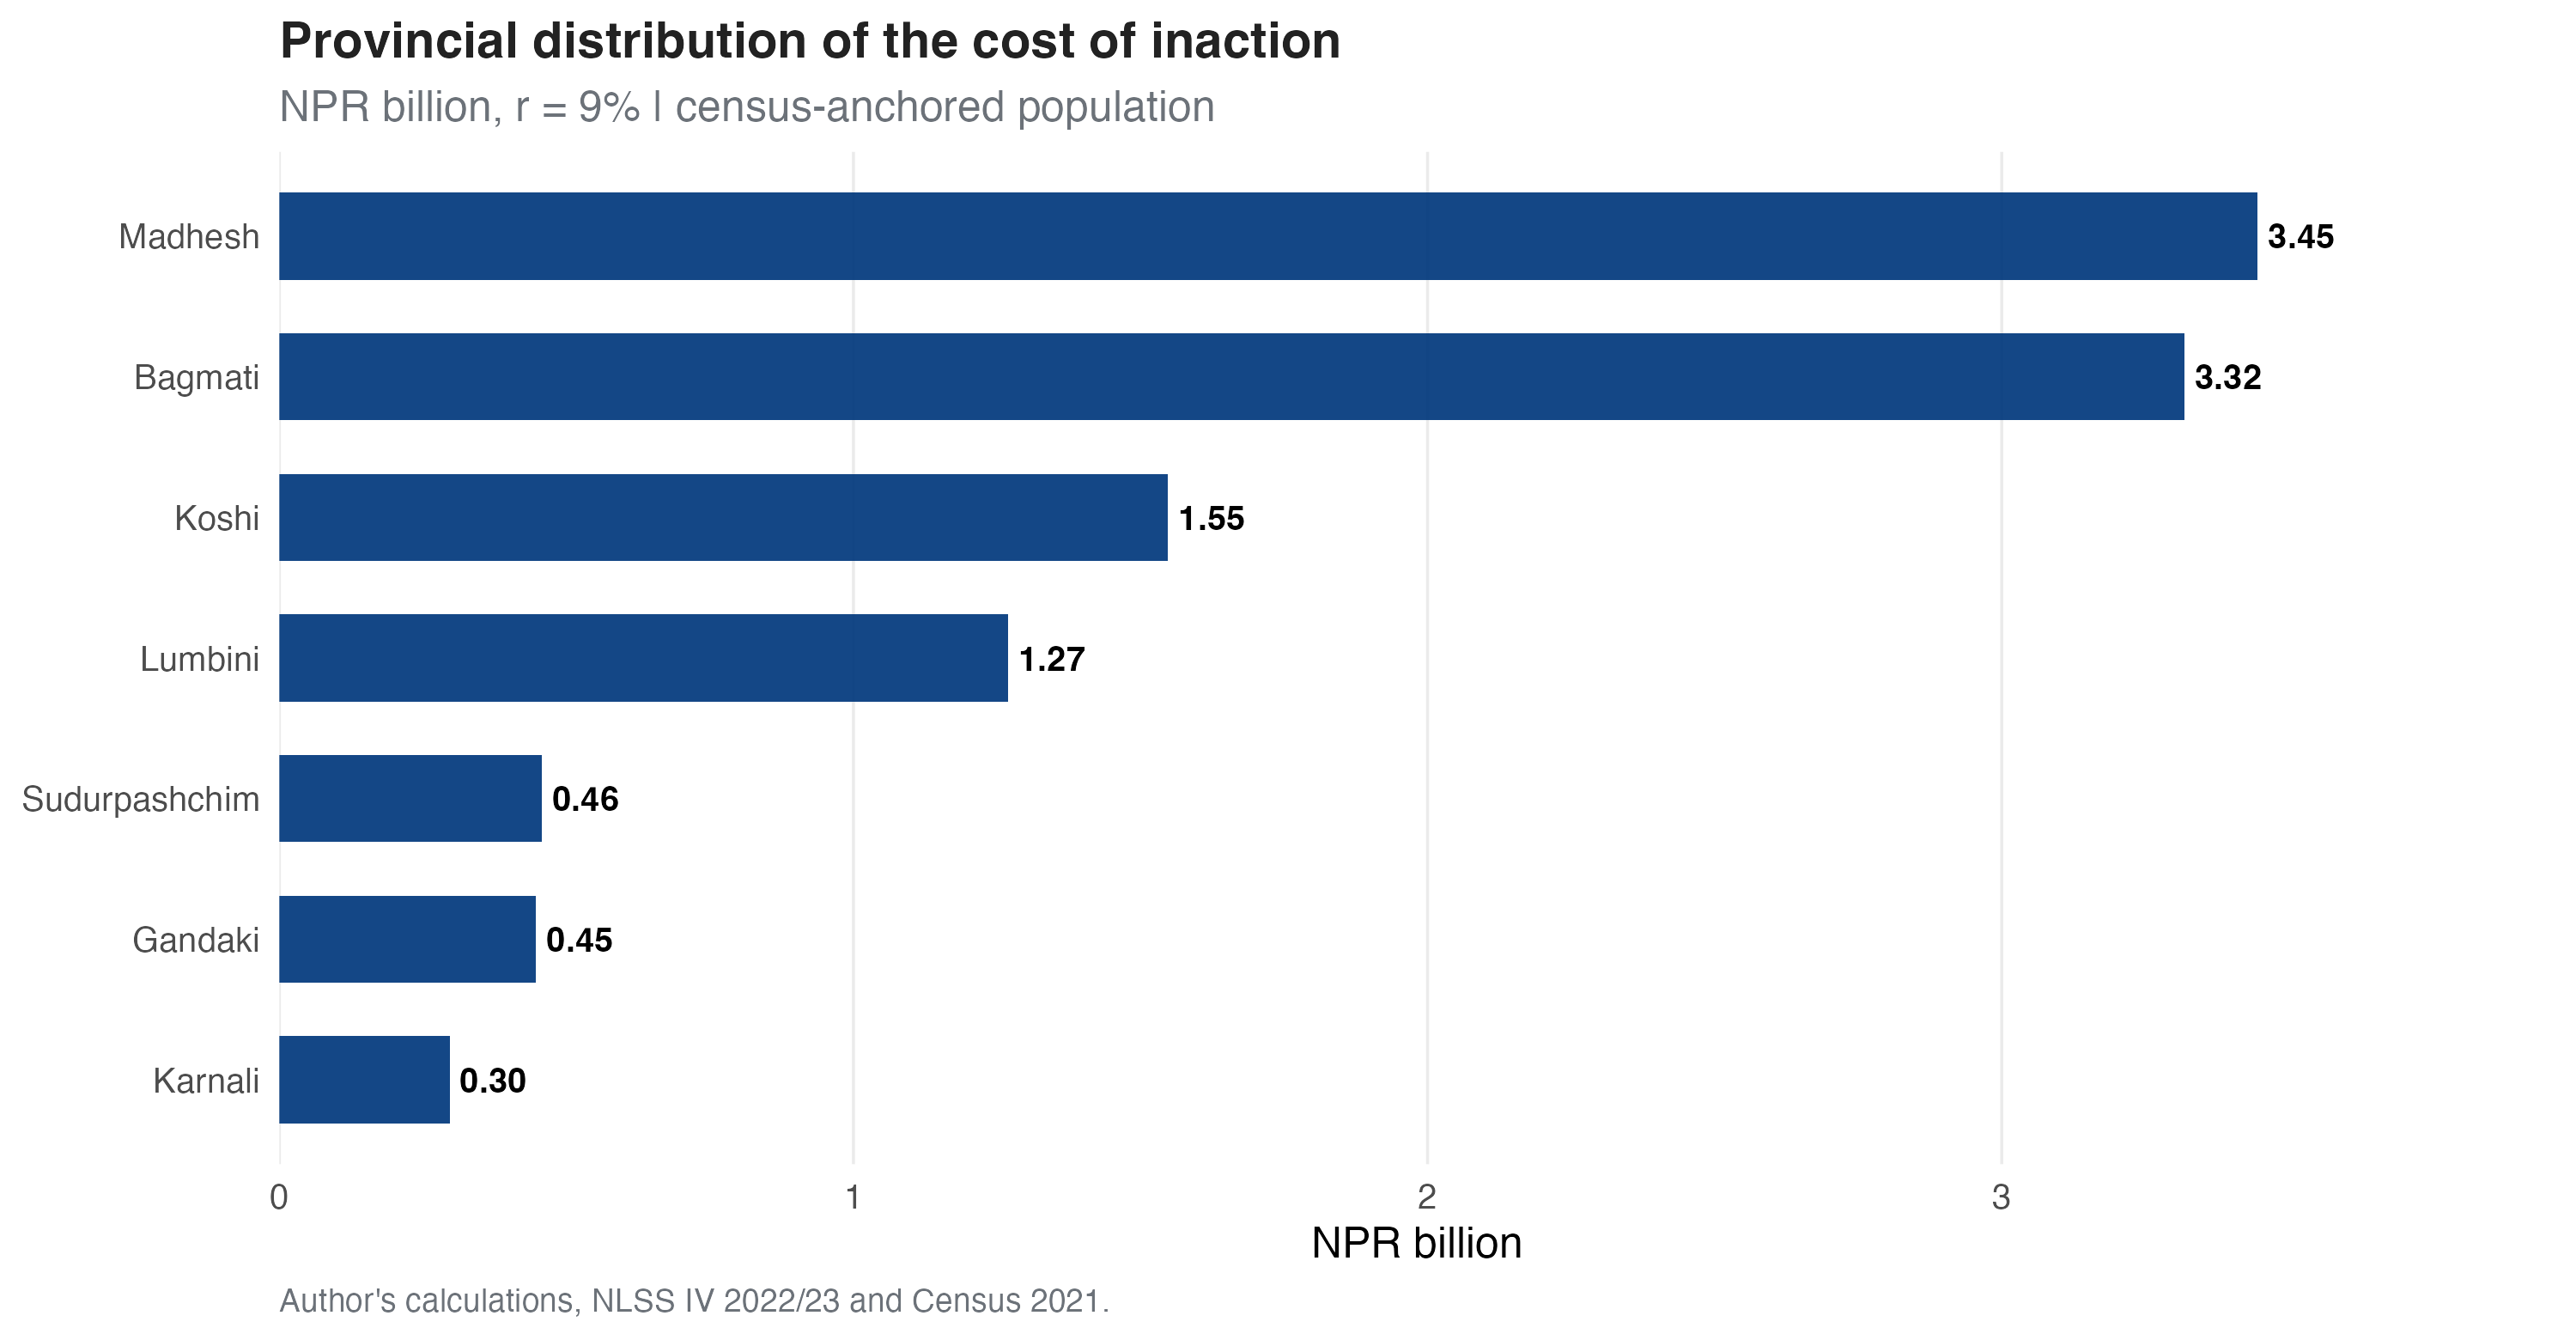 Provincial distribution of the cost of inaction
NPR billion, r = 9% | census-anchored population
Madhesh 3.45
Bagmati 3.32
Koshi 1.55
Lumbini 1.27
Sudurpashchim 0.46
Gandaki 0.45
Karnali 0.30
0 1 2 3
NPR billion
Author's calculations, NLSS IV 2022/23 and Census 2021.